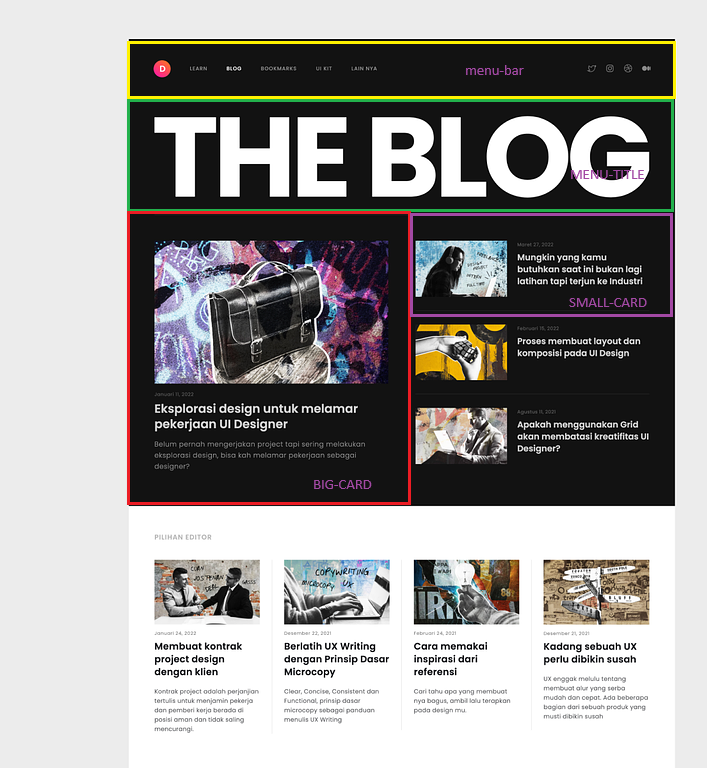 D
LEARN
BLOG
BOOKMARKS
UI KIT
LAIN NYA
menu-bar
THE BLOG
MENU-TITLE
Januari 11, 2022
Eksplorasi design untuk melamar
pekerjaan UI Designer
Belum pernah mengerjakan project tapi sering melakukan
eksplorasi design, bisa kah melamar pekerjaan sebagai
designer?
BIG-CARD
Maret 27, 2022
Mungkin yang kamu
butuhkan saat ini bukan lagi
latihan tapi terjun ke Industri
SMALL-CARD
Februari 15, 2022
Proses membuat layout dan
komposisi pada UI Design
Agustus 11, 2021
Apakah menggunakan Grid
akan membatasi kreatifitas UI
Designer?
PILIHAN EDITOR
Januari 24, 2022
Membuat kontrak
project design
dengan klien
Kontrak project adalah perjanjian
tertulis untuk menjamin pekerja
dan pemberi kerja berada di
posisi aman dan tidak saling
mencurangi.
COPYWRITING
MICROCOPY UX
Desember 22, 2021
Berlatih UX Writing
dengan Prinsip Dasar
Microcopy
Clear, Concise, Consistent dan
Functional, prinsip dasar
microcopy sebagai panduan
menulis UX Writing
Februari 24, 2021
Cara memakai
inspirasi dari
referensi
Cari tahu apa yang membuat
nya bagus, ambil lalu terapkan
pada design mu.
Desember 21, 2021
Kadang sebuah UX
perlu dibikin susah
UX enggak melulu tentang
membuat alur yang serba
mudah dan cepat. Ada beberapa
bagian dari sebuah produk yang
musti dibikin susah